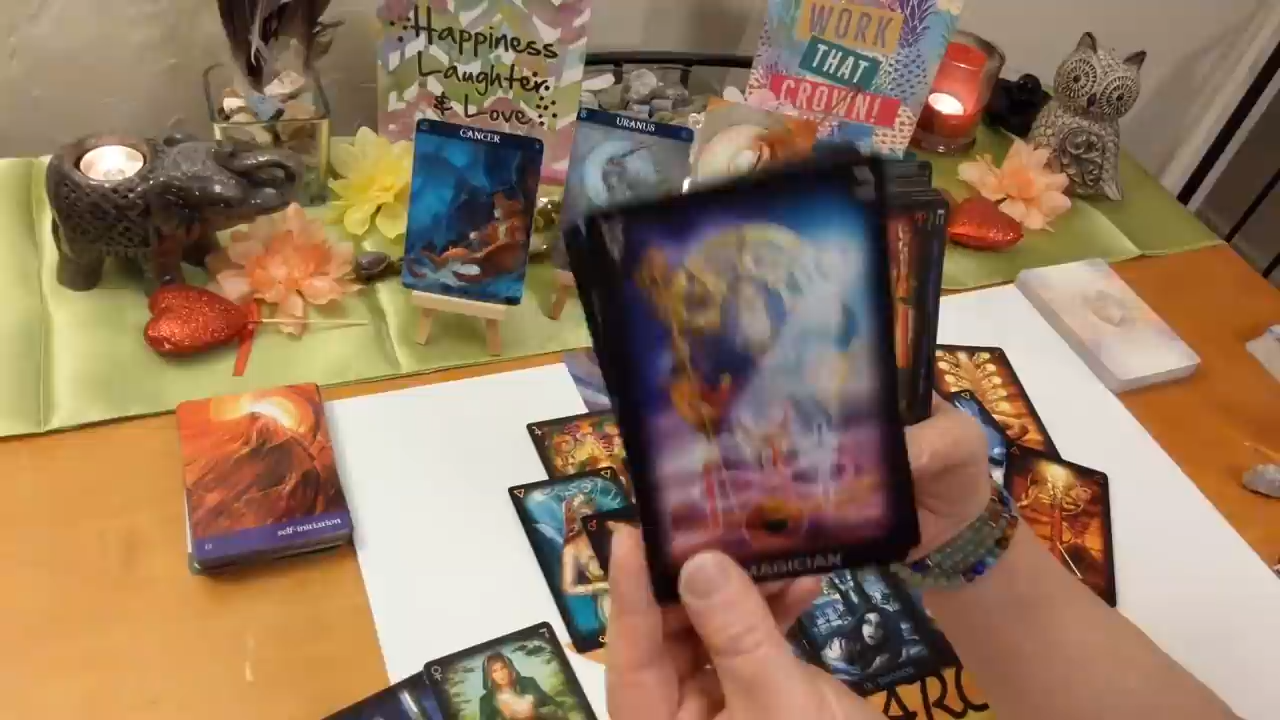 Happiness
Laughter
& Love
WORK
THAT
CROWN!
CANCER
URANUS
MAGICIAN
self-initiation